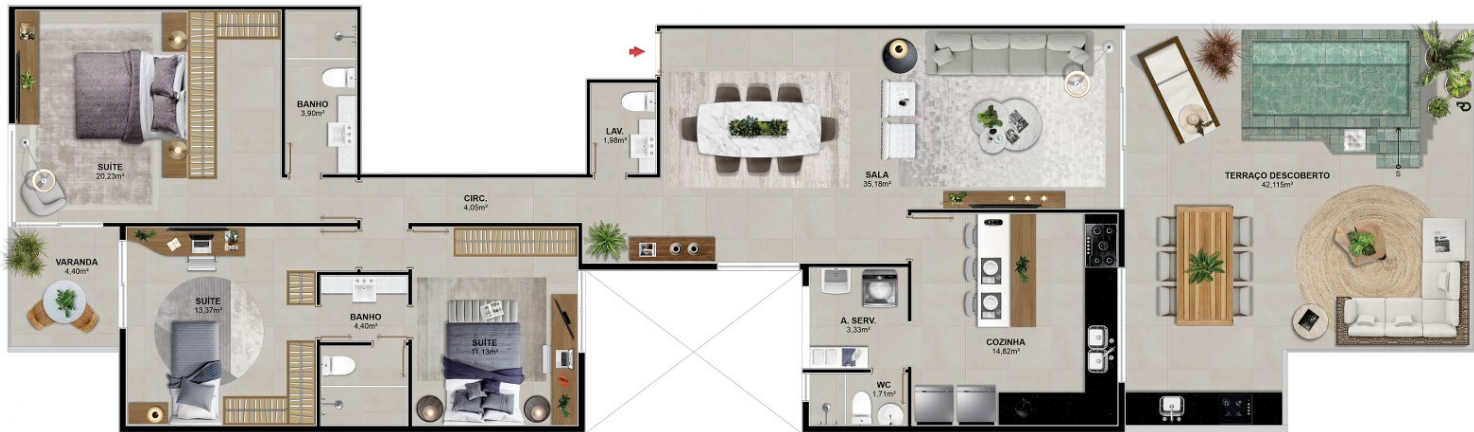 SUÍTE
20,23m²
BANHO
3,90m²
LAV.
1,98m²
SALA
35,18m²
TERRAÇO DESCOBERTO
42,115m²
S
CIRC.
4,05m²
VARANDA
4,40m²
SUÍTE
13,37m²
BANHO
4,40m²
SUÍTE
11,13m²
A. SERV.
3,33m²
COZINHA
14,82m²
WC
1,71m²